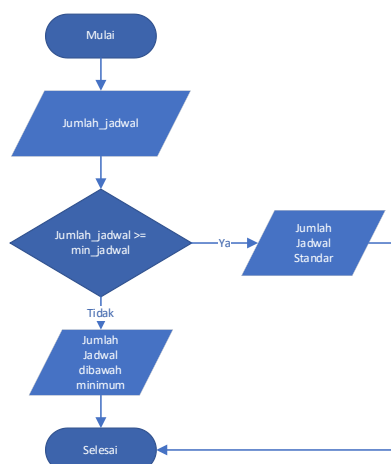 Mulai
Jumlah_jadwal
Jumlah_jadwal >=
min_jadwal
Ya
Jumlah
Jadwal
Standar
Tidak
Jumlah
Jadwal
dibawah
minimum
Selesai